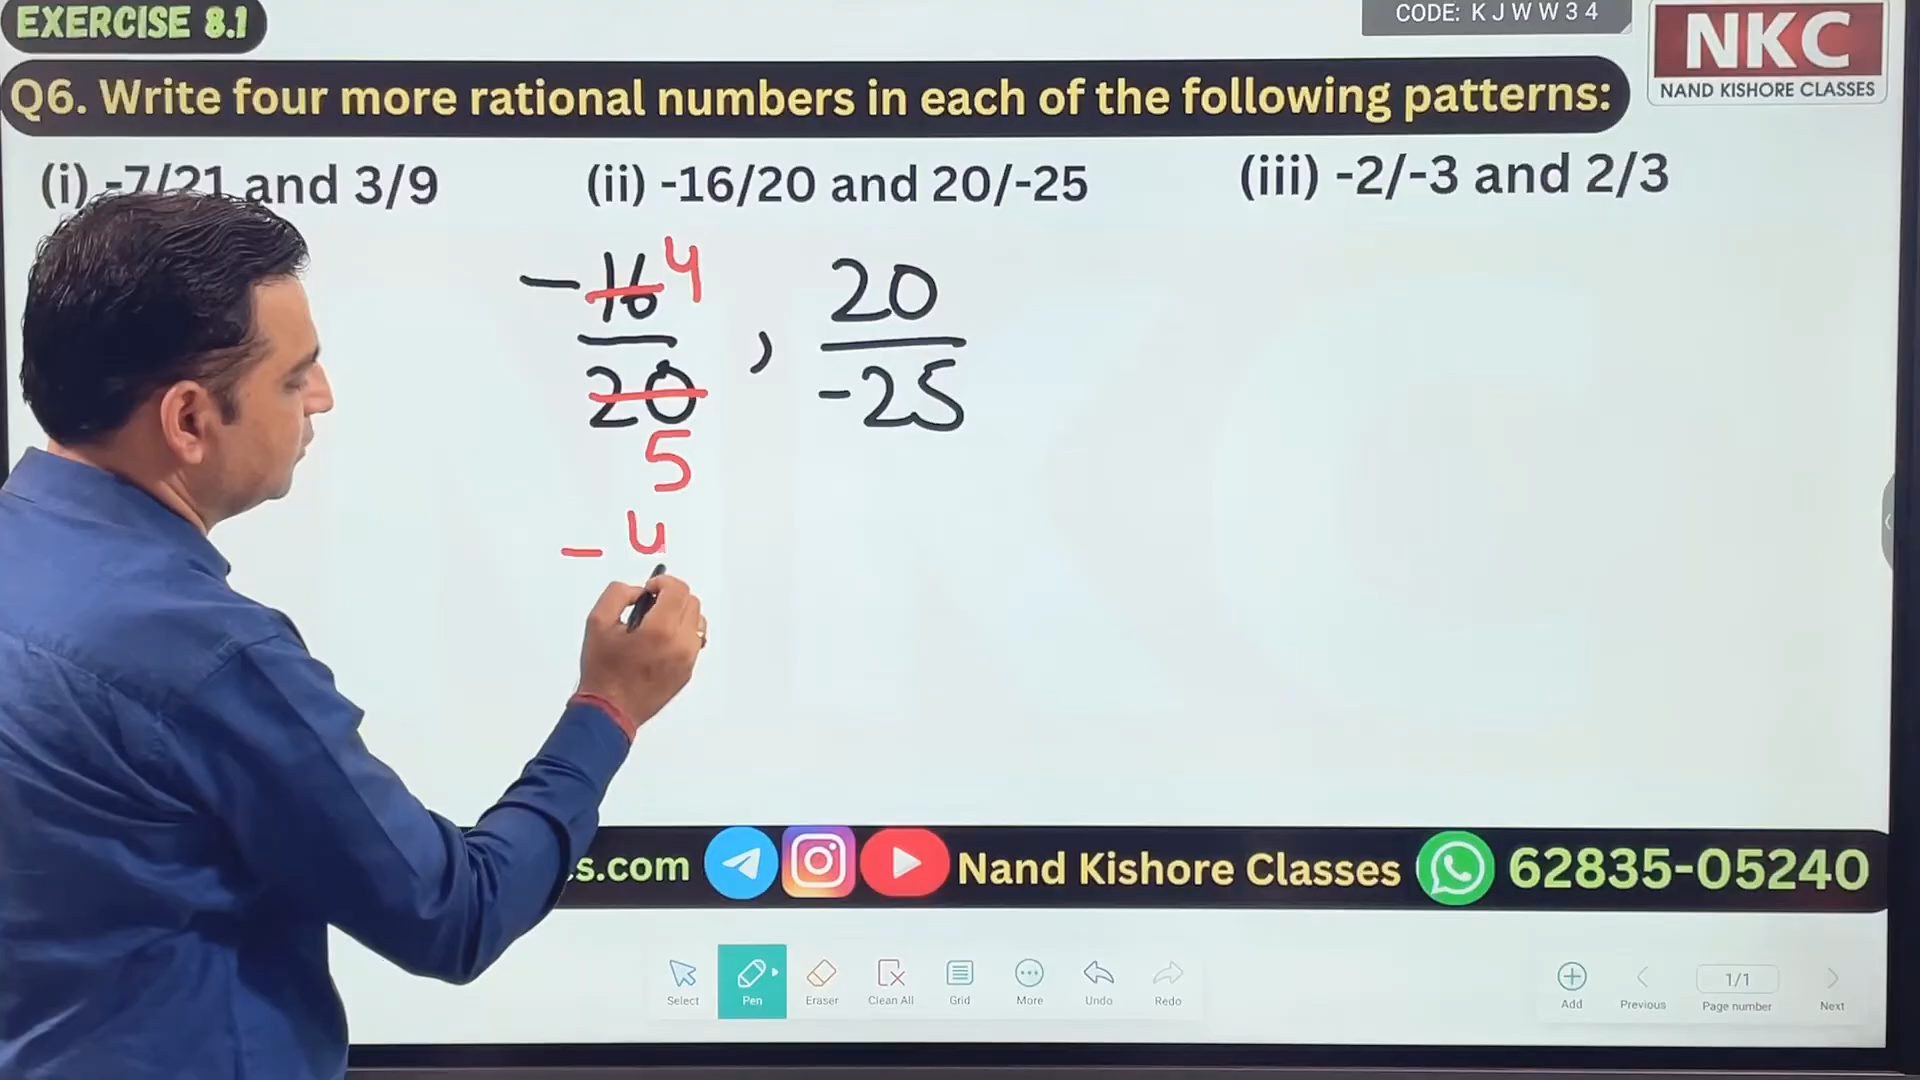 EXERCISE 8.1
CODE: KJWW34
NKC
NAND KISHORE CLASSES
Q6. Write four more rational numbers in each of the following patterns:
(i) -7/21 and 3/9
(ii) -16/20 and 20/-25
(iii) -2/-3 and 2/3
-16 4
20
5
, 20
-25
- 4
s.com
Nand Kishore Classes
62835-05240
Select
Pen
Eraser
Clean All
Grid
More
Undo
Redo
Add
Previous
1/1
Page number
Next